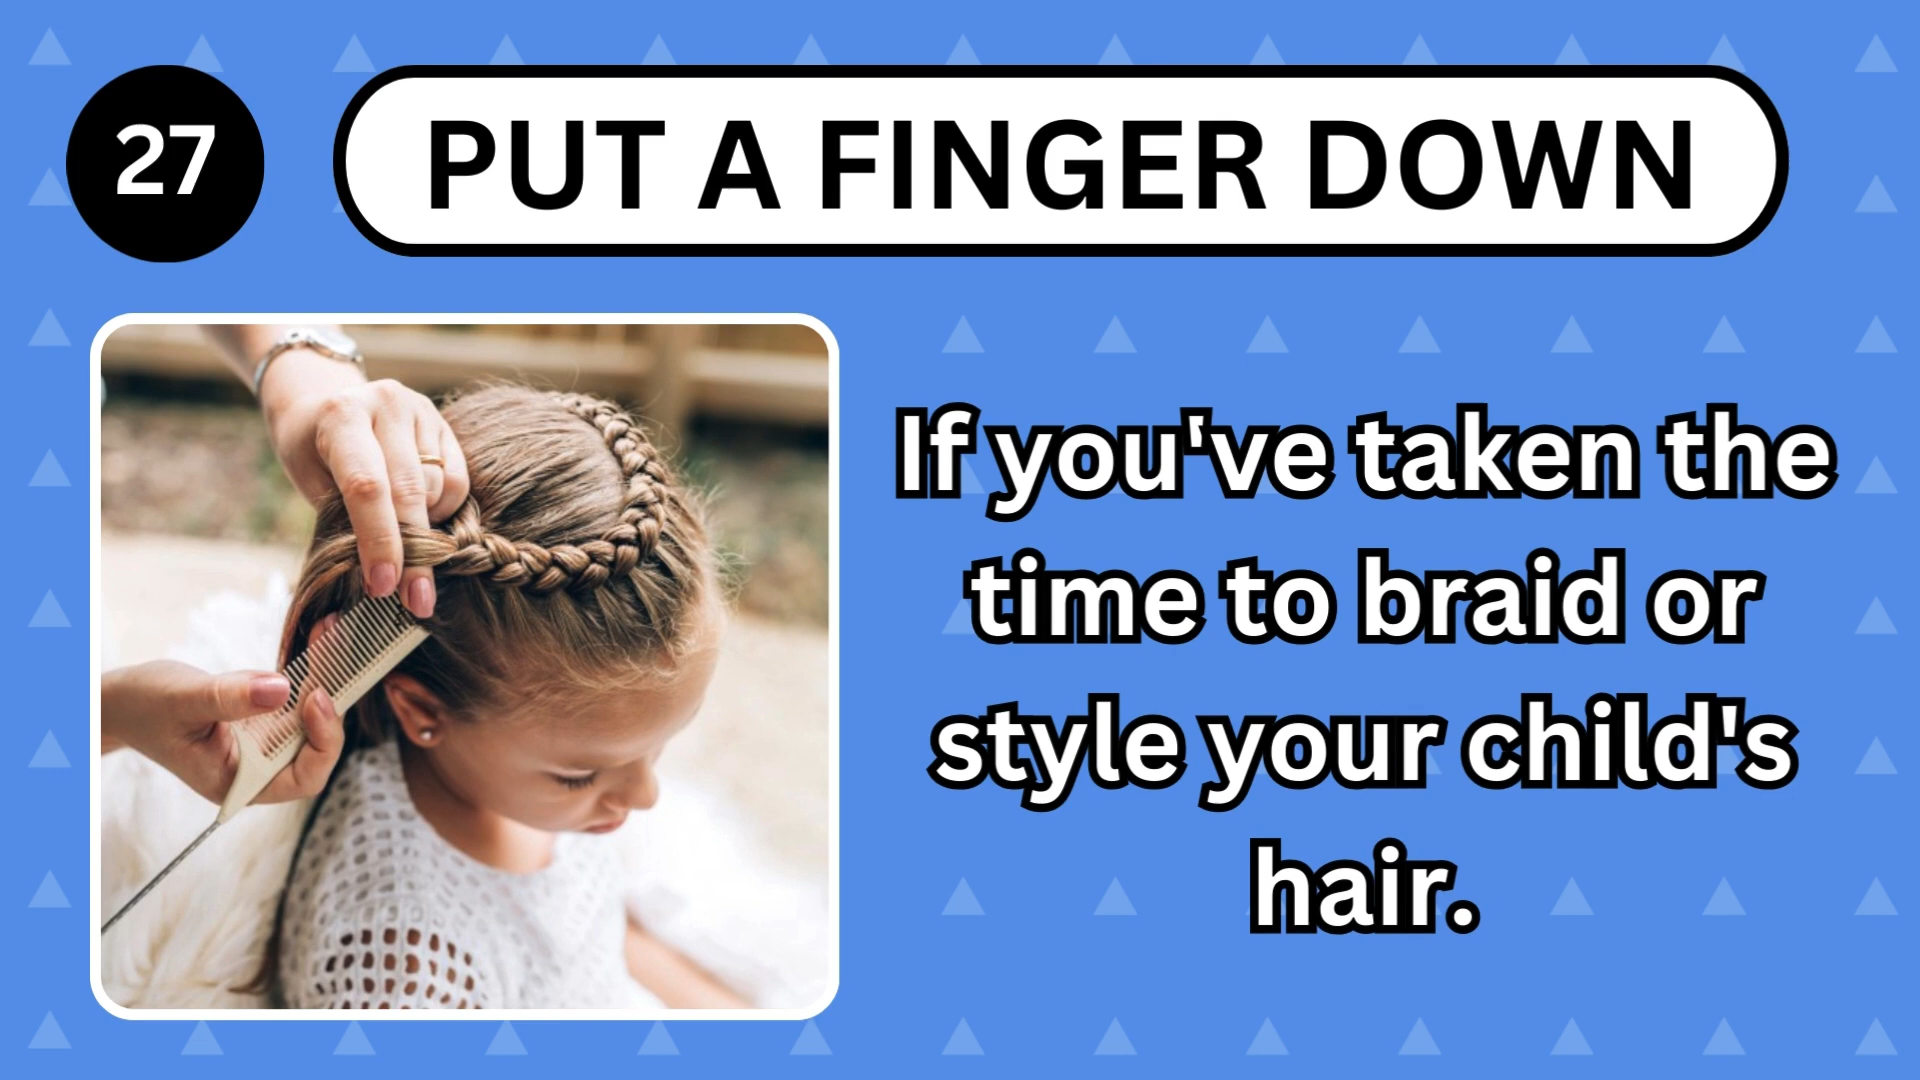 27
PUT A FINGER DOWN
If you've taken the
time to braid or
style your child's
hair.